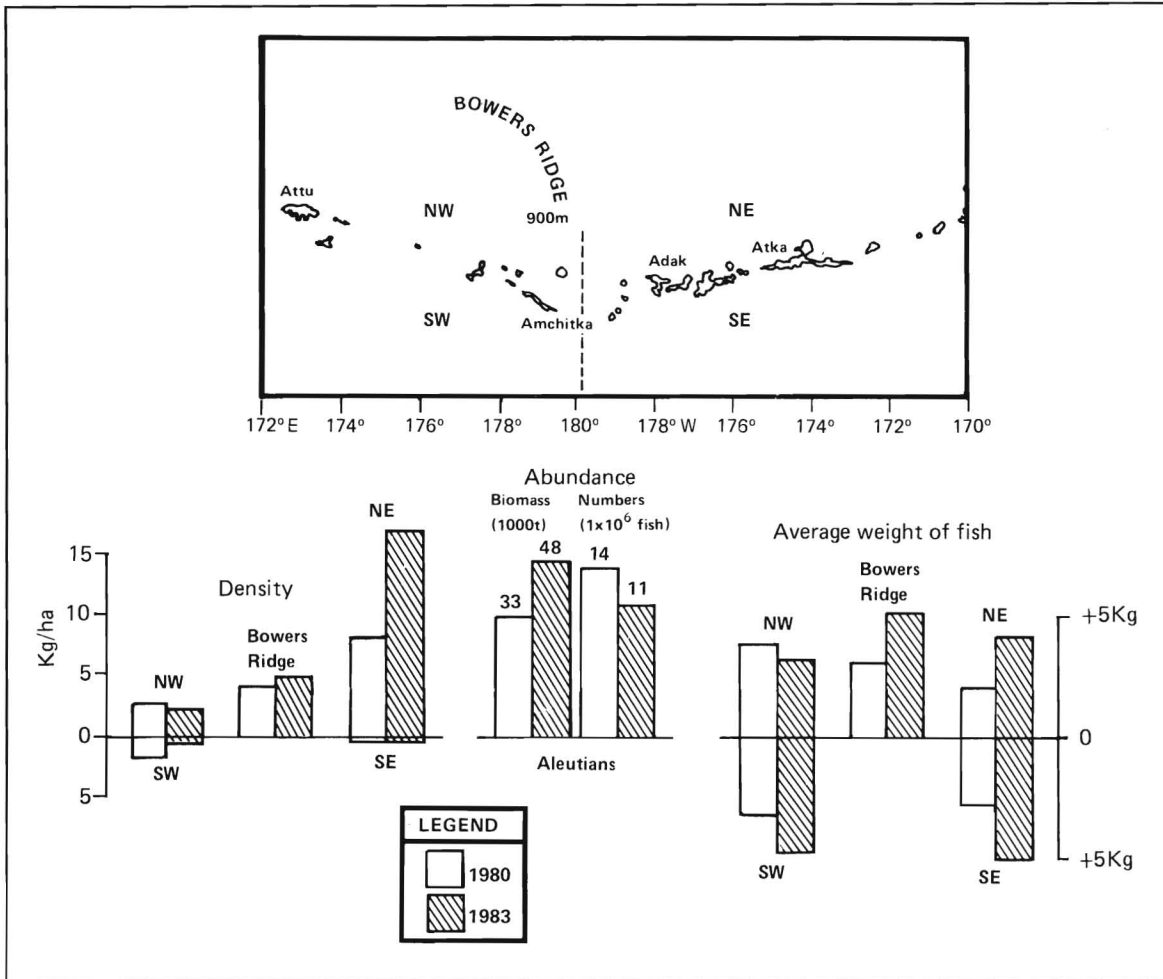 BOWERS RIDGE
Attu
NW
900m
NE
Atka
Adak
SW
Amchitka
SE
172° E 174° 176° 178° 180° 178° W 176° 174° 172° 170°
Abundance
Biomass
(1000t)
Numbers
(1x10⁶ fish)
Average weight of fish
Density
Kg/ha
15
10
5
0
5
NW
SW
Bowers
Ridge
NE
SE
33
48
14
11
Aleutians
NW
SW
Bowers
Ridge
NE
SE
+5Kg
0
+5Kg
LEGEND
1980
1983